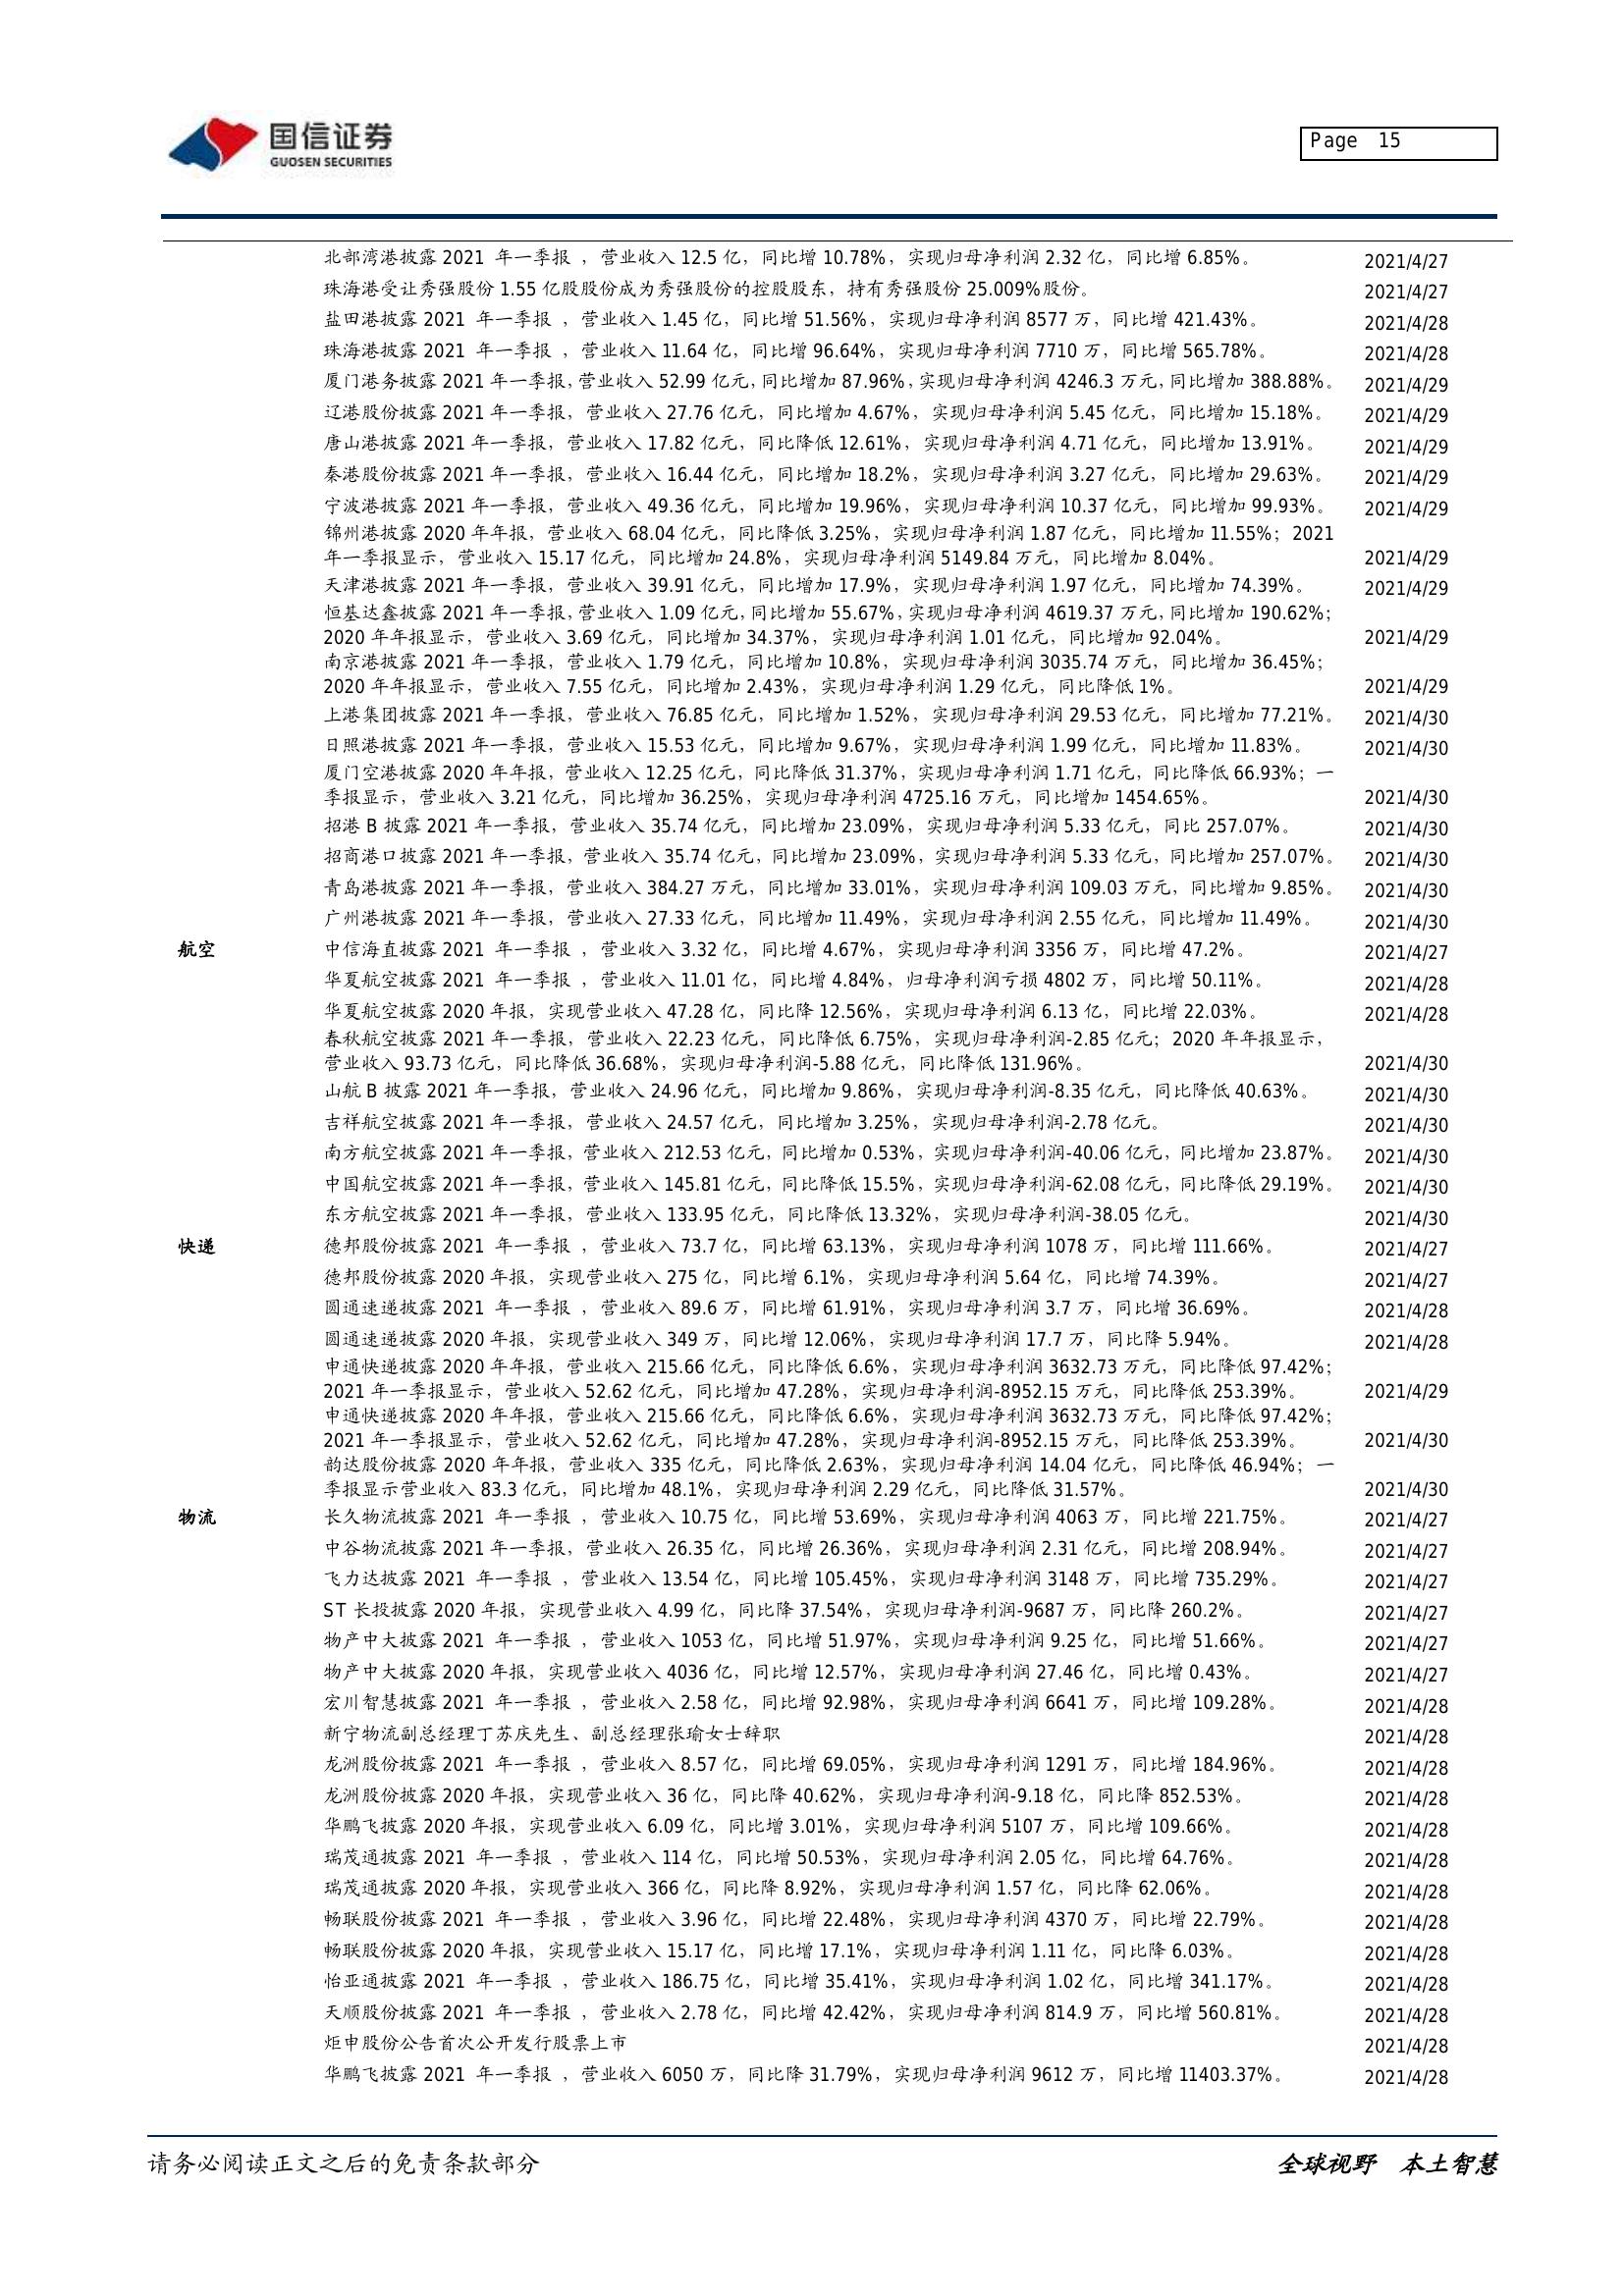 国信证券
GUOSEN SECURITIES
Page 15
北部湾港披露 2021 年一季报 ，营业收入 12.5 亿，同比增 10.78%，实现归母净利润 2.32 亿，同比增 6.85%。 2021/4/27
珠海港受让秀强股份 1.55 亿股股份成为秀强股份的控股股东，持有秀强股份 25.009%股份。 2021/4/27
盐田港披露 2021 年一季报 ，营业收入 1.45 亿，同比增 51.56%，实现归母净利润 8577 万，同比增 421.43%。 2021/4/28
珠海港披露 2021 年一季报 ，营业收入 11.64 亿，同比增 96.64%，实现归母净利润 7710 万，同比增 565.78%。 2021/4/28
厦门港务披露 2021 年一季报，营业收入 52.99 亿元，同比增加 87.96%，实现归母净利润 4246.3 万元，同比增加 388.88%。 2021/4/29
辽港股份披露 2021 年一季报，营业收入 27.76 亿元，同比增加 4.67%，实现归母净利润 5.45 亿元，同比增加 15.18%。 2021/4/29
唐山港披露 2021 年一季报，营业收入 17.82 亿元，同比降低 12.61%，实现归母净利润 4.71 亿元，同比增加 13.91%。 2021/4/29
秦港股份披露 2021 年一季报，营业收入 16.44 亿元，同比增加 18.2%，实现归母净利润 3.27 亿元，同比增加 29.63%。 2021/4/29
宁波港披露 2021 年一季报，营业收入 49.36 亿元，同比增加 19.96%，实现归母净利润 10.37 亿元，同比增加 99.93%。 2021/4/29
锦州港披露 2020 年年报，营业收入 68.04 亿元，同比降低 3.25%，实现归母净利润 1.87 亿元，同比增加 11.55%；2021
年一季报显示，营业收入 15.17 亿元，同比增加 24.8%，实现归母净利润 5149.84 万元，同比增加 8.04%。 2021/4/29
天津港披露 2021 年一季报，营业收入 39.91 亿元，同比增加 17.9%，实现归母净利润 1.97 亿元，同比增加 74.39%。 2021/4/29
恒基达鑫披露 2021 年一季报，营业收入 1.09 亿元，同比增加 55.67%，实现归母净利润 4619.37 万元，同比增加 190.62%；
2020 年年报显示，营业收入 3.69 亿元，同比增加 34.37%，实现归母净利润 1.01 亿元，同比增加 92.04%。 2021/4/29
南京港披露 2021 年一季报，营业收入 1.79 亿元，同比增加 10.8%，实现归母净利润 3035.74 万元，同比增加 36.45%；
2020 年年报显示，营业收入 7.55 亿元，同比增加 2.43%，实现归母净利润 1.29 亿元，同比降低 1%。 2021/4/29
上港集团披露 2021 年一季报，营业收入 76.85 亿元，同比增加 1.52%，实现归母净利润 29.53 亿元，同比增加 77.21%。 2021/4/30
日照港披露 2021 年一季报，营业收入 15.53 亿元，同比增加 9.67%，实现归母净利润 1.99 亿元，同比增加 11.83%。 2021/4/30
厦门空港披露 2020 年年报，营业收入 12.25 亿元，同比降低 31.37%，实现归母净利润 1.71 亿元，同比降低 66.93%；一
季报显示，营业收入 3.21 亿元，同比增加 36.25%，实现归母净利润 4725.16 万元，同比增加 1454.65%。 2021/4/30
招港 B 披露 2021 年一季报，营业收入 35.74 亿元，同比增加 23.09%，实现归母净利润 5.33 亿元，同比 257.07%。 2021/4/30
招商港口披露 2021 年一季报，营业收入 35.74 亿元，同比增加 23.09%，实现归母净利润 5.33 亿元，同比增加 257.07%。 2021/4/30
青岛港披露 2021 年一季报，营业收入 384.27 万元，同比增加 33.01%，实现归母净利润 109.03 万元，同比增加 9.85%。 2021/4/30
广州港披露 2021 年一季报，营业收入 27.33 亿元，同比增加 11.49%，实现归母净利润 2.55 亿元，同比增加 11.49%。 2021/4/30
航空 中信海直披露 2021 年一季报 ，营业收入 3.32 亿，同比增 4.67%，实现归母净利润 3356 万，同比增 47.2%。 2021/4/27
华夏航空披露 2021 年一季报 ，营业收入 11.01 亿，同比增 4.84%，归母净利润亏损 4802 万，同比增 50.11%。 2021/4/28
华夏航空披露 2020 年报，实现营业收入 47.28 亿，同比降 12.56%，实现归母净利润 6.13 亿，同比增 22.03%。 2021/4/28
春秋航空披露 2021 年一季报，营业收入 22.23 亿元，同比降低 6.75%，实现归母净利润-2.85 亿元；2020 年年报显示，
营业收入 93.73 亿元，同比降低 36.68%，实现归母净利润-5.88 亿元，同比降低 131.96%。 2021/4/30
山航 B 披露 2021 年一季报，营业收入 24.96 亿元，同比增加 9.86%，实现归母净利润-8.35 亿元，同比降低 40.63%。 2021/4/30
吉祥航空披露 2021 年一季报，营业收入 24.57 亿元，同比增加 3.25%，实现归母净利润-2.78 亿元。 2021/4/30
南方航空披露 2021 年一季报，营业收入 212.53 亿元，同比增加 0.53%，实现归母净利润-40.06 亿元，同比增加 23.87%。 2021/4/30
中国航空披露 2021 年一季报，营业收入 145.81 亿元，同比降低 15.5%，实现归母净利润-62.08 亿元，同比降低 29.19%。 2021/4/30
东方航空披露 2021 年一季报，营业收入 133.95 亿元，同比降低 13.32%，实现归母净利润-38.05 亿元。 2021/4/30
快递 德邦股份披露 2021 年一季报 ，营业收入 73.7 亿，同比增 63.13%，实现归母净利润 1078 万，同比增 111.66%。 2021/4/27
德邦股份披露 2020 年报，实现营业收入 275 亿，同比增 6.1%，实现归母净利润 5.64 亿，同比增 74.39%。 2021/4/27
圆通速递披露 2021 年一季报 ，营业收入 89.6 万，同比增 61.91%，实现归母净利润 3.7 万，同比增 36.69%。 2021/4/28
圆通速递披露 2020 年报，实现营业收入 349 万，同比增 12.06%，实现归母净利润 17.7 万，同比降 5.94%。 2021/4/28
申通快递披露 2020 年年报，营业收入 215.66 亿元，同比降低 6.6%，实现归母净利润 3632.73 万元，同比降低 97.42%；
2021 年一季报显示，营业收入 52.62 亿元，同比增加 47.28%，实现归母净利润-8952.15 万元，同比降低 253.39%。 2021/4/29
申通快递披露 2020 年年报，营业收入 215.66 亿元，同比降低 6.6%，实现归母净利润 3632.73 万元，同比降低 97.42%；
2021 年一季报显示，营业收入 52.62 亿元，同比增加 47.28%，实现归母净利润-8952.15 万元，同比降低 253.39%。 2021/4/30
韵达股份披露 2020 年年报，营业收入 335 亿元，同比降低 2.63%，实现归母净利润 14.04 亿元，同比降低 46.94%；一
季报显示营业收入 83.3 亿元，同比增加 48.1%，实现归母净利润 2.29 亿元，同比降低 31.57%。 2021/4/30
物流 长久物流披露 2021 年一季报 ，营业收入 10.75 亿，同比增 53.69%，实现归母净利润 4063 万，同比增 221.75%。 2021/4/27
中谷物流披露 2021 年一季报，营业收入 26.35 亿，同比增 26.36%，实现归母净利润 2.31 亿元，同比增 208.94%。 2021/4/27
飞力达披露 2021 年一季报 ，营业收入 13.54 亿，同比增 105.45%，实现归母净利润 3148 万，同比增 735.29%。 2021/4/27
ST 长投披露 2020 年报，实现营业收入 4.99 亿，同比降 37.54%，实现归母净利润-9687 万，同比降 260.2%。 2021/4/27
物产中大披露 2021 年一季报 ，营业收入 1053 亿，同比增 51.97%，实现归母净利润 9.25 亿，同比增 51.66%。 2021/4/27
物产中大披露 2020 年报，实现营业收入 4036 亿，同比增 12.57%，实现归母净利润 27.46 亿，同比增 0.43%。 2021/4/27
宏川智慧披露 2021 年一季报 ，营业收入 2.58 亿，同比增 92.98%，实现归母净利润 6641 万，同比增 109.28%。 2021/4/28
新宁物流副总经理丁苏庆先生、副总经理张瑜女士辞职 2021/4/28
龙洲股份披露 2021 年一季报 ，营业收入 8.57 亿，同比增 69.05%，实现归母净利润 1291 万，同比增 184.96%。 2021/4/28
龙洲股份披露 2020 年报，实现营业收入 36 亿，同比降 40.62%，实现归母净利润-9.18 亿，同比降 852.53%。 2021/4/28
华鹏飞披露 2020 年报，实现营业收入 6.09 亿，同比增 3.01%，实现归母净利润 5107 万，同比增 109.66%。 2021/4/28
瑞茂通披露 2021 年一季报 ，营业收入 114 亿，同比增 50.53%，实现归母净利润 2.05 亿，同比增 64.76%。 2021/4/28
瑞茂通披露 2020 年报，实现营业收入 366 亿，同比降 8.92%，实现归母净利润 1.57 亿，同比降 62.06%。 2021/4/28
畅联股份披露 2021 年一季报 ，营业收入 3.96 亿，同比增 22.48%，实现归母净利润 4370 万，同比增 22.79%。 2021/4/28
畅联股份披露 2020 年报，实现营业收入 15.17 亿，同比增 17.1%，实现归母净利润 1.11 亿，同比降 6.03%。 2021/4/28
怡亚通披露 2021 年一季报 ，营业收入 186.75 亿，同比增 35.41%，实现归母净利润 1.02 亿，同比增 341.17%。 2021/4/28
天顺股份披露 2021 年一季报 ，营业收入 2.78 亿，同比增 42.42%，实现归母净利润 814.9 万，同比增 560.81%。 2021/4/28
炬申股份公告首次公开发行股票上市 2021/4/28
华鹏飞披露 2021 年一季报 ，营业收入 6050 万，同比降 31.79%，实现归母净利润 9612 万，同比增 11403.37%。 2021/4/28
请务必阅读正文之后的免责条款部分
全球视野 本土智慧